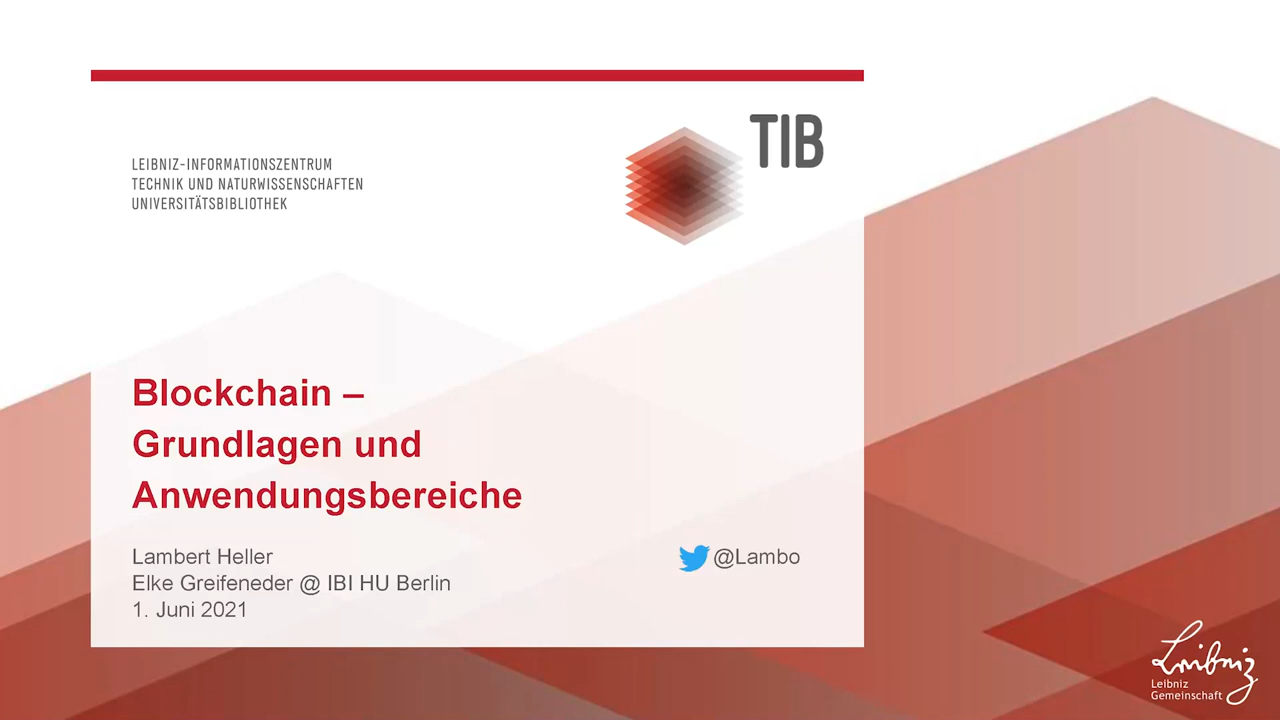 LEIBNIZ-INFORMATIONSZENTRUM
TECHNIK UND NATURWISSENSCHAFTEN
UNIVERSITÄTSBIBLIOTHEK
TIB
Blockchain –
Grundlagen und
Anwendungsbereiche
Lambert Heller
@Lambo
Elke Greifeneder @ IBI HU Berlin
1. Juni 2021
Leibniz
Leibniz
Gemeinschaft